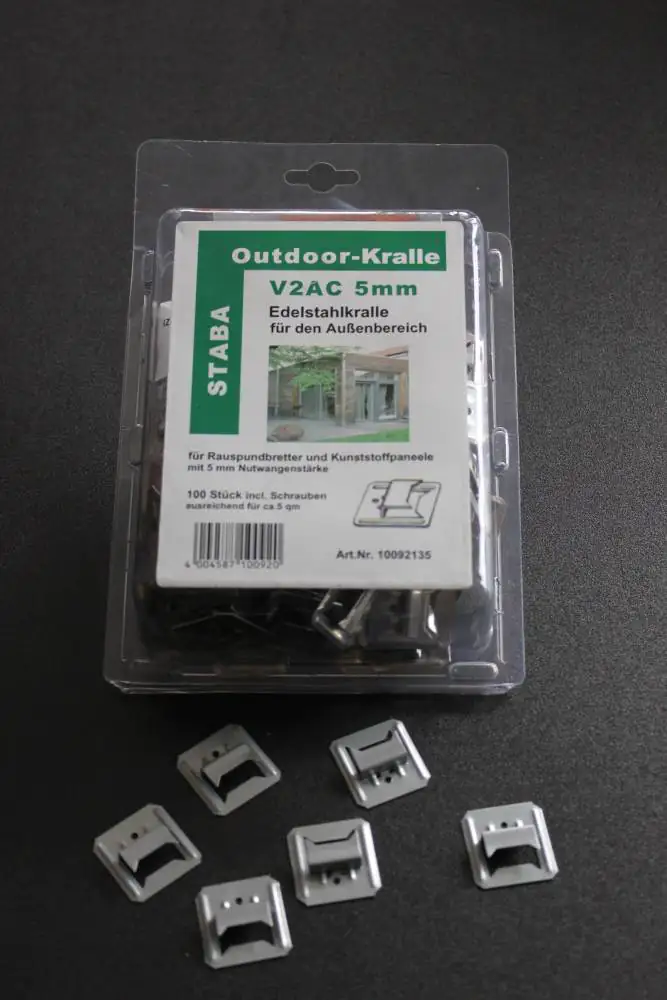 Outdoor-Kralle
V2AC 5mm
Edelstahlkralle
für den Außenbereich
STABA
für Rauspundbretter und Kunststoffpaneele
mit 5 mm Nutwangenstärke
100 Stück incl. Schrauben
ausreichend für ca.5 qm
4 004587 100920
Art.Nr. 10092135